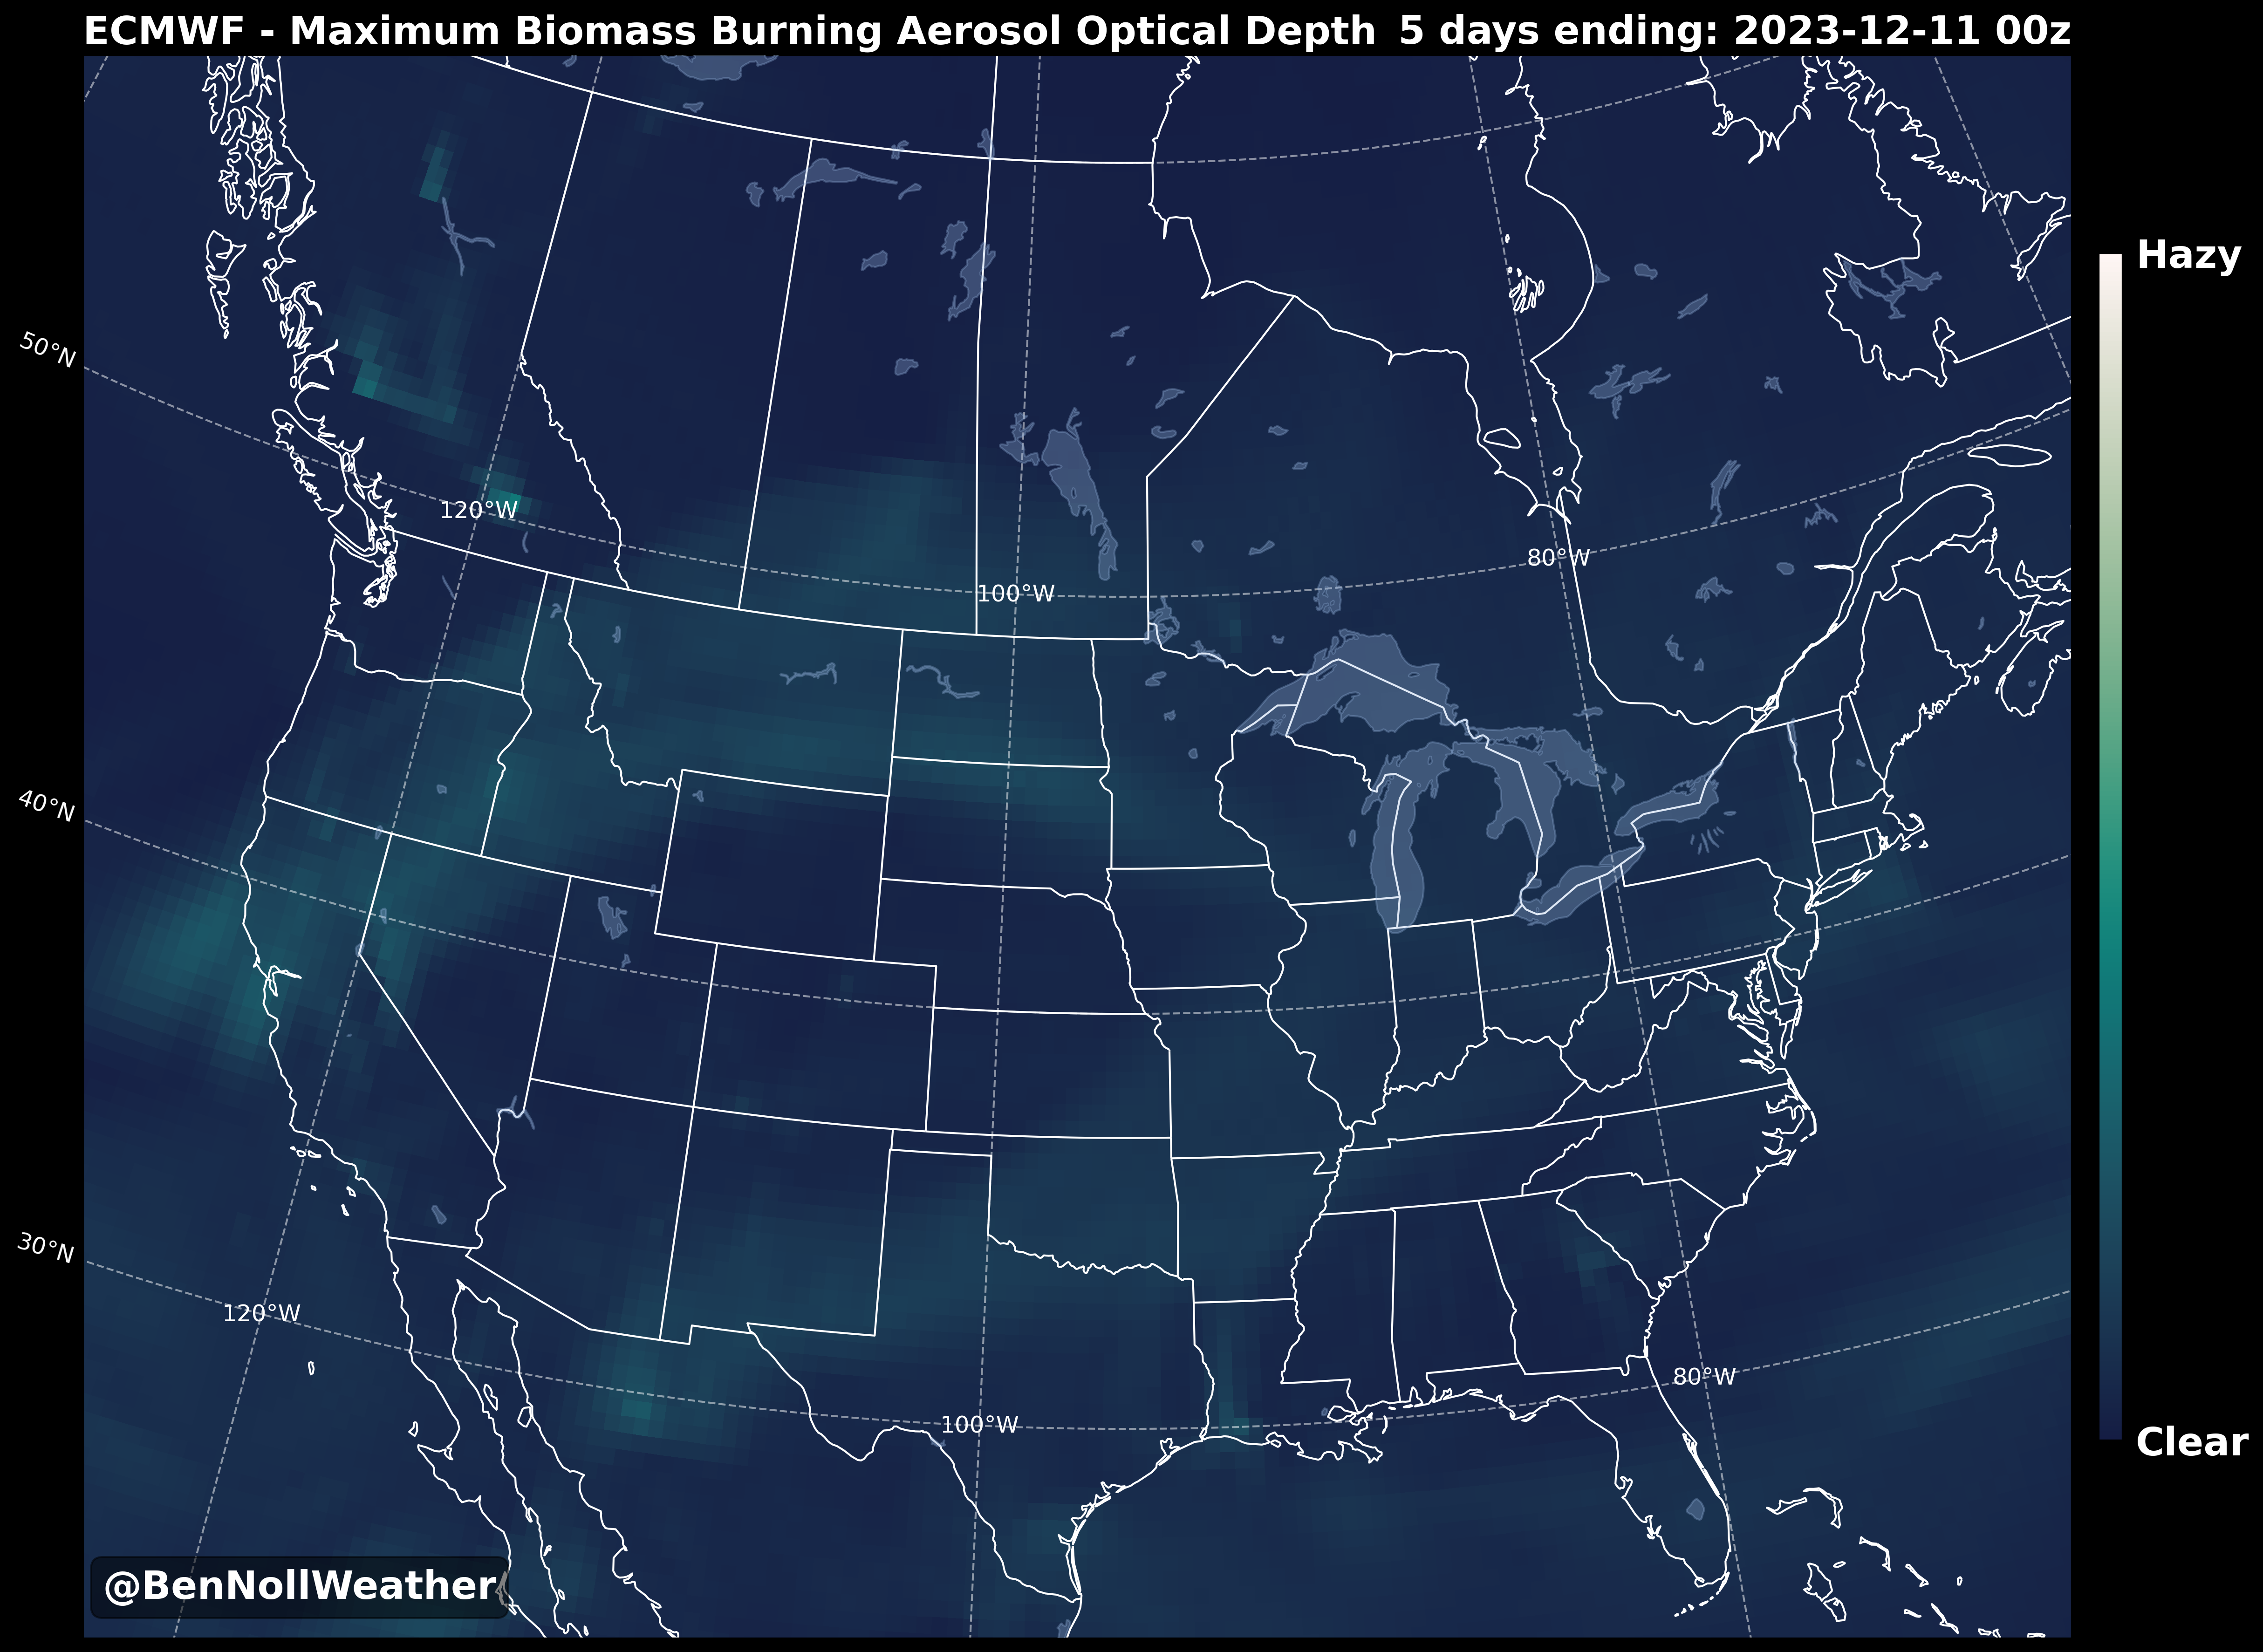 ECMWF - Maximum Biomass Burning Aerosol Optical Depth 5 days ending: 2023-12-11 00z
Hazy
50°N
120°W
80°W
100°W
40°N
30°N
120°W
80°W
100°W
Clear
@BenNollWeather